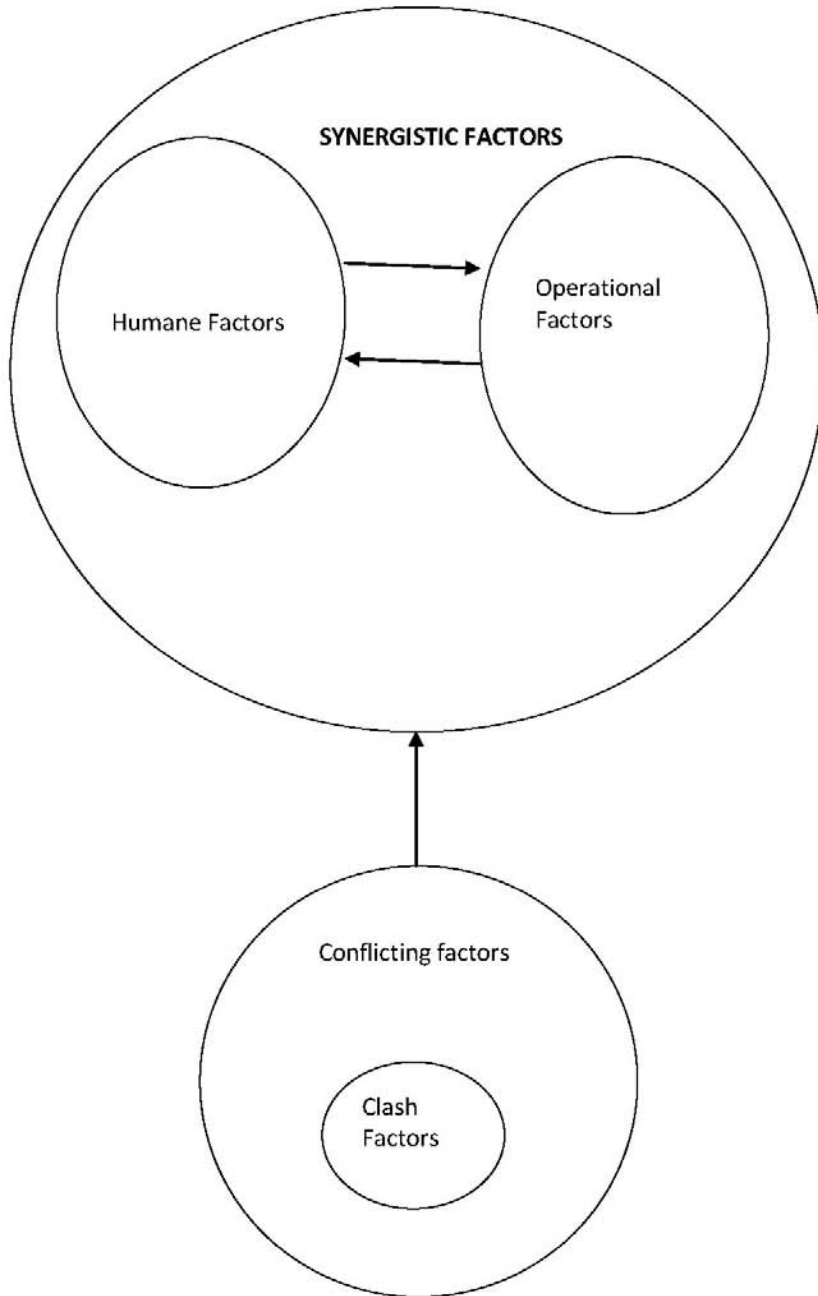 SYNERGISTIC FACTORS
Humane Factors
Operational
Factors
Conflicting factors
Clash
Factors